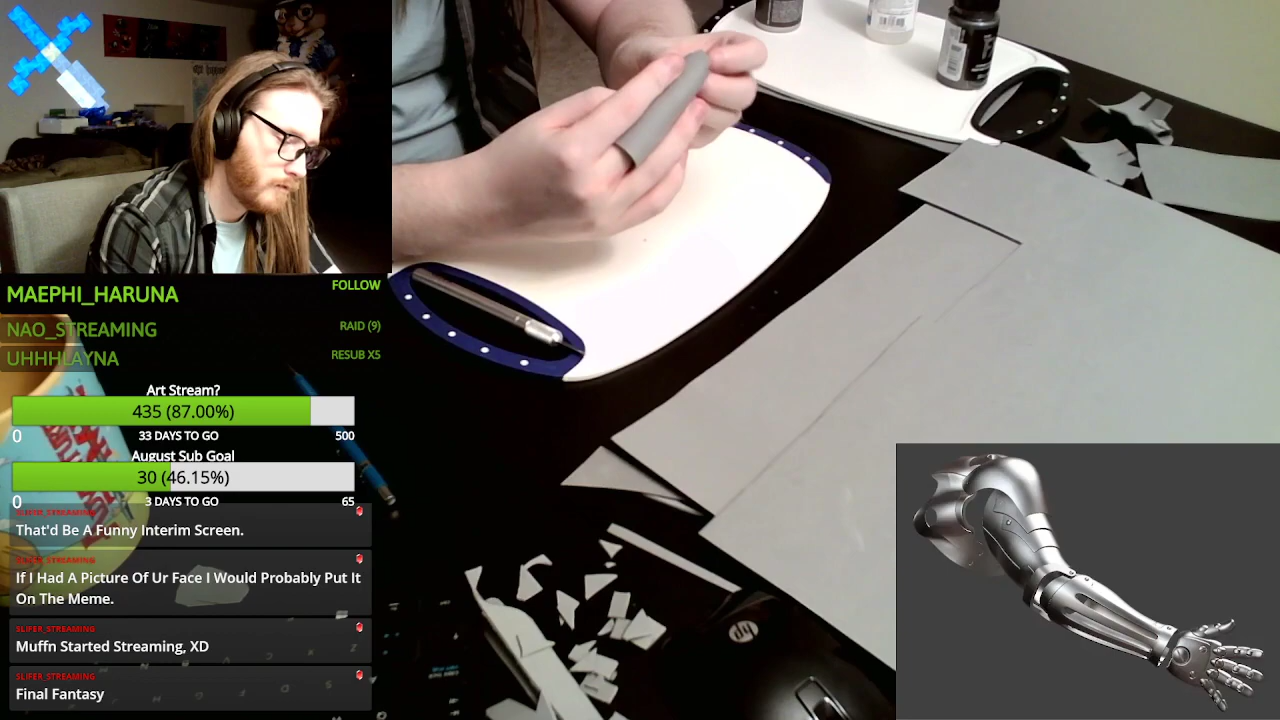 MAEPHI_HARUNA FOLLOW
NAO_STREAMING RAID (9)
UHHHLAYNA RESUB X5
Art Stream?
435 (87.00%)
0 33 DAYS TO GO 500
August Sub Goal
30 (46.15%)
0 3 DAYS TO GO 65
SLIFER_STREAMING
That'd Be A Funny Interim Screen.
SLIFER_STREAMING
If I Had A Picture Of Ur Face I Would Probably Put It
On The Meme.
SLIFER_STREAMING
Muffn Started Streaming, XD
SLIFER_STREAMING
Final Fantasy
hp